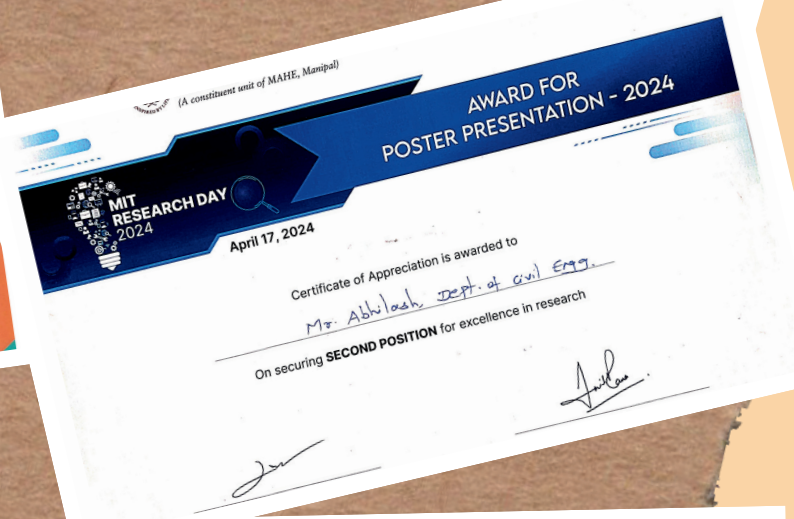 (A constituent unit of MAHE, Manipal)
AWARD FOR
POSTER PRESENTATION - 2024
MIT
RESEARCH DAY
2024
April 17, 2024
Certificate of Appreciation is awarded to
Mr. Abhilash, Dept. of Civil Engg.
On securing SECOND POSITION for excellence in research